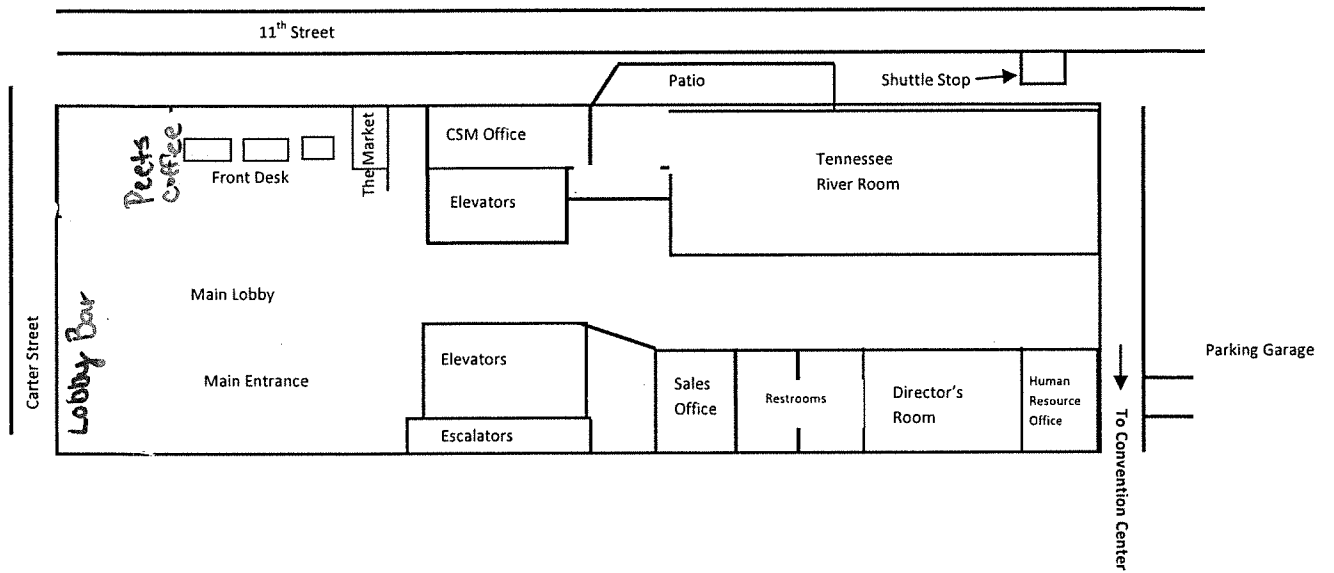 11th Street
Patio
Shuttle Stop
Peets
Coffee
Front Desk
The Market
CSM Office
Elevators
Tennessee
River Room
Main Lobby
Carter Street
Lobby Bar
Main Entrance
Elevators
Escalators
Sales
Office
Restrooms
Director's
Room
Human
Resource
Office
Parking Garage
To Convention Center